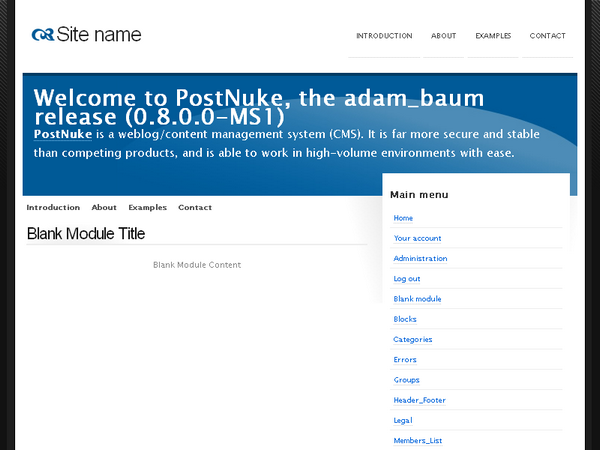 Site name
INTRODUCTION ABOUT EXAMPLES CONTACT
Welcome to PostNuke, the adam_baum
release (0.8.0.0-MS1)
PostNuke is a weblog/content management system (CMS). It is far more secure and stable
than competing products, and is able to work in high-volume environments with ease.
Introduction About Examples Contact
Blank Module Title
Blank Module Content
Main menu
Home
Your account
Administration
Log out
Blank module
Blocks
Categories
Errors
Groups
Header_Footer
Legal
Members_List